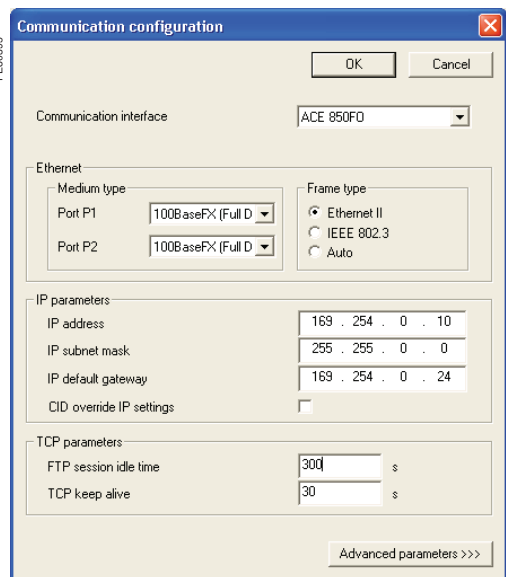 Communication configuration
OK Cancel
Communication interface ACE 850FO
Ethernet
Medium type Frame type
Port P1 100BaseFX (Full D Ethernet II
IEEE 802.3
Port P2 100BaseFX (Full D Auto
IP parameters
IP address 169 . 254 . 0 . 10
IP subnet mask 255 . 255 . 0 . 0
IP default gateway 169 . 254 . 0 . 24
CID override IP settings
TCP parameters
FTP session idle time 300 s
TCP keep alive 30 s
Advanced parameters >>>